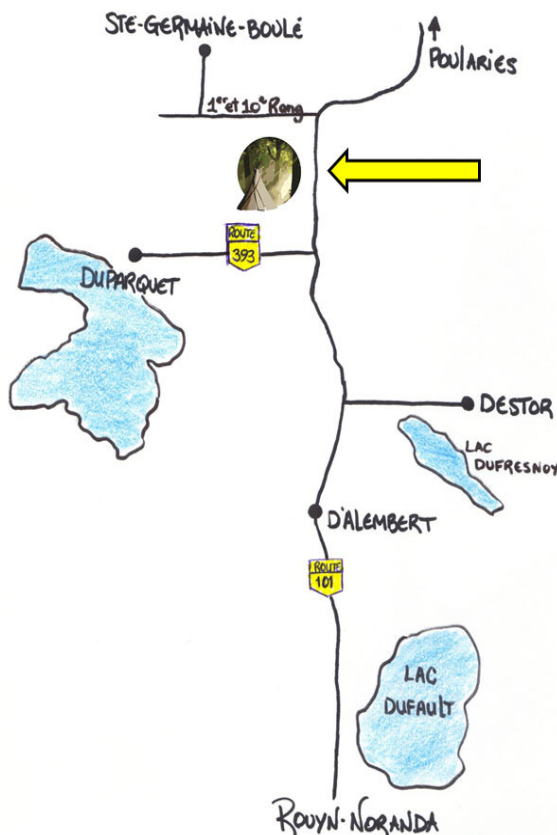 STE-GERMAINE-BOULÉ
POULARIES
1er et 10e Rang
ROUTE
393
DUPARQUET
DESTOR
LAC
DUFRESNOY
D'ALEMBERT
ROUTE
101
LAC
DUFAULT
ROUYN-NORANDA